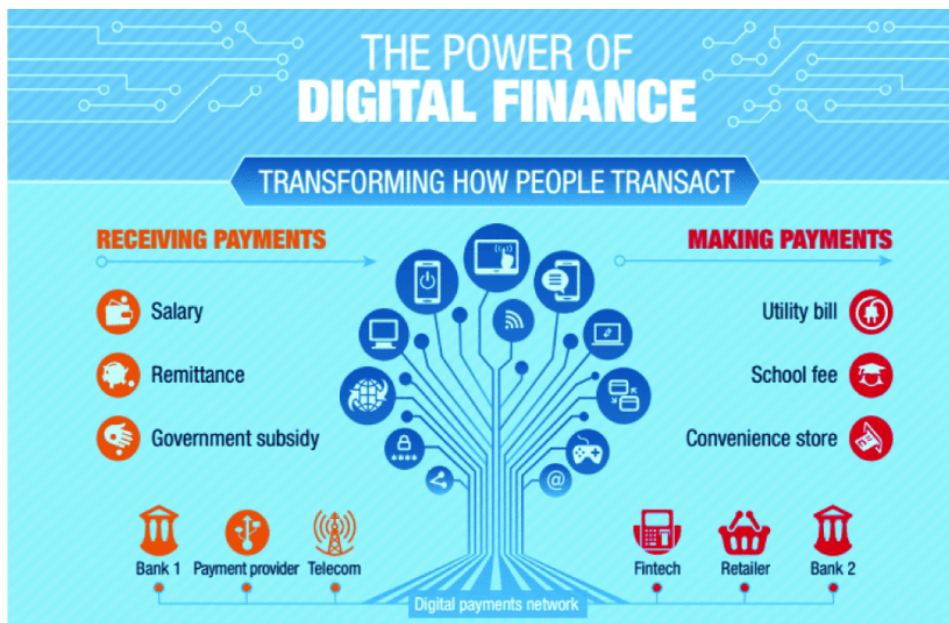 THE POWER OF
DIGITAL FINANCE
TRANSFORMING HOW PEOPLE TRANSACT
RECEIVING PAYMENTS
Salary
Remittance
Government subsidy
MAKING PAYMENTS
Utility bill
School fee
Convenience store
****
@
Bank 1
Payment provider
Telecom
Fintech
Retailer
Bank 2
Digital payments network